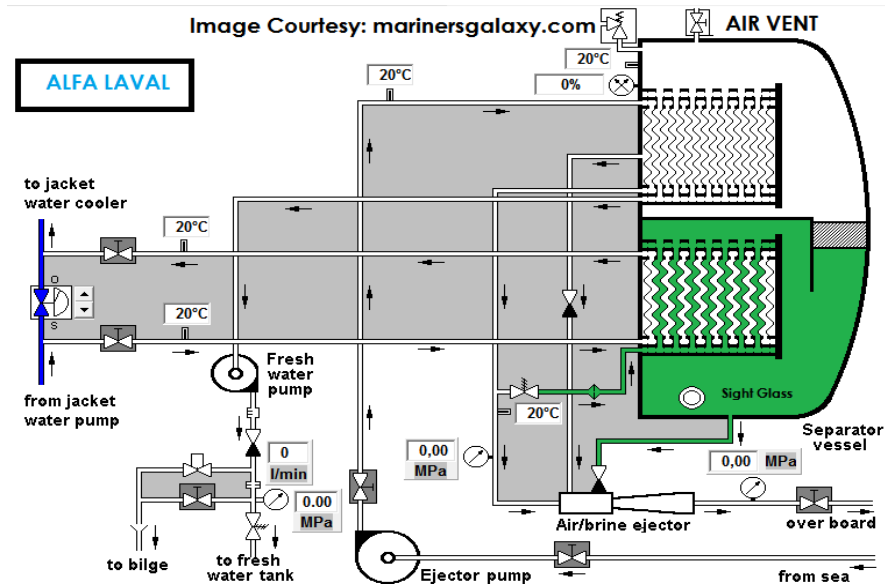 Image Courtesy: marinersgalaxy.com
AIR VENT
ALFA LAVAL
20°C
20°C
0%
to jacket
water cooler
20°C
O
S
20°C
from jacket
water pump
Fresh
water pump
20°C
Sight Glass
Separator
vessel
0
l/min
0,00
MPa
0,00 MPa
0.00
MPa
Air/brine ejector
over board
to bilge
to fresh
water tank
Ejector pump
from sea